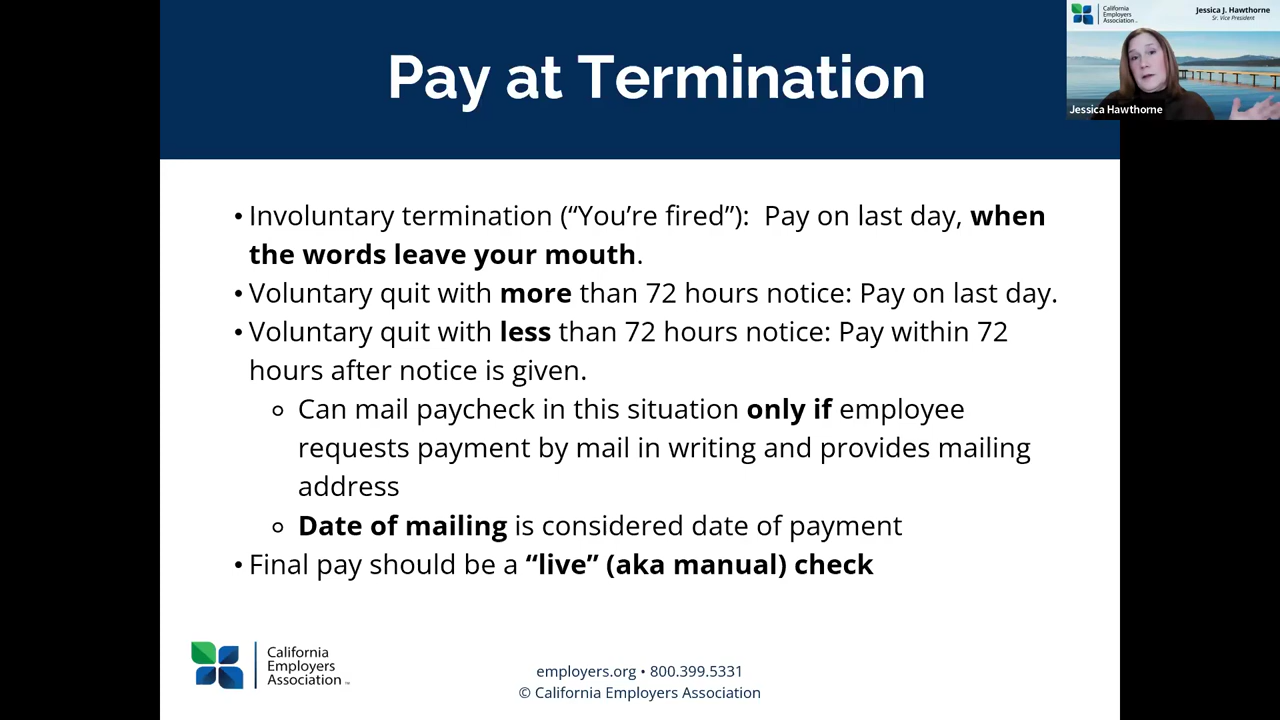 Pay at Termination
California
Employers
Association™
Jessica J. Hawthorne
Sr. Vice President
Jessica Hawthorne
• Involuntary termination (“You’re fired”):  Pay on last day, when
the words leave your mouth.
• Voluntary quit with more than 72 hours notice: Pay on last day.
• Voluntary quit with less than 72 hours notice: Pay within 72
hours after notice is given.
○ Can mail paycheck in this situation only if employee
requests payment by mail in writing and provides mailing
address
○ Date of mailing is considered date of payment
• Final pay should be a “live” (aka manual) check
California
Employers
Association™
employers.org • 800.399.5331
© California Employers Association